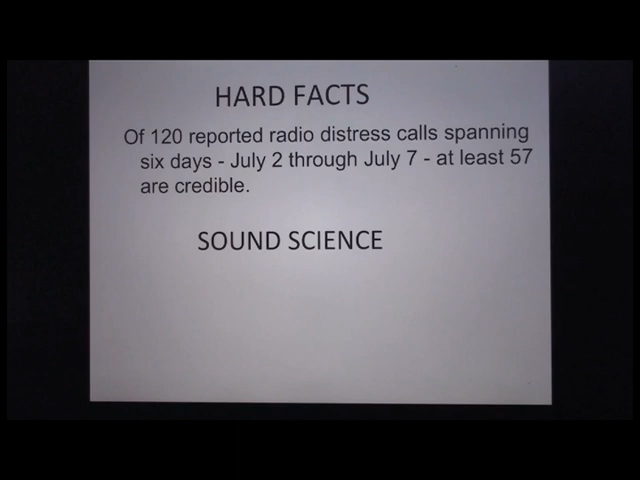 HARD FACTS
Of 120 reported radio distress calls spanning
six days - July 2 through July 7 - at least 57
are credible.
SOUND SCIENCE